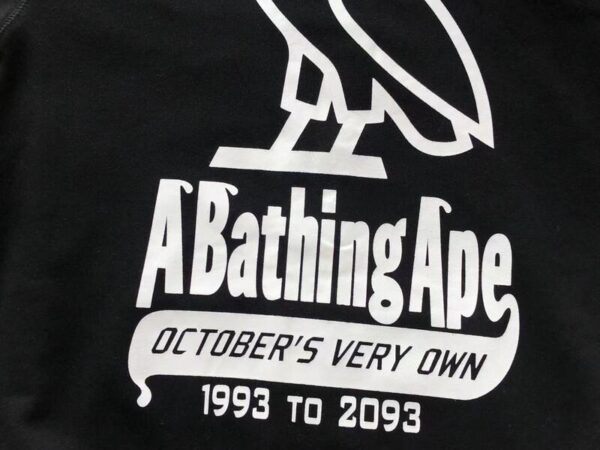 A Bathing Ape
OCTOBER'S VERY OWN
1993 TO 2093